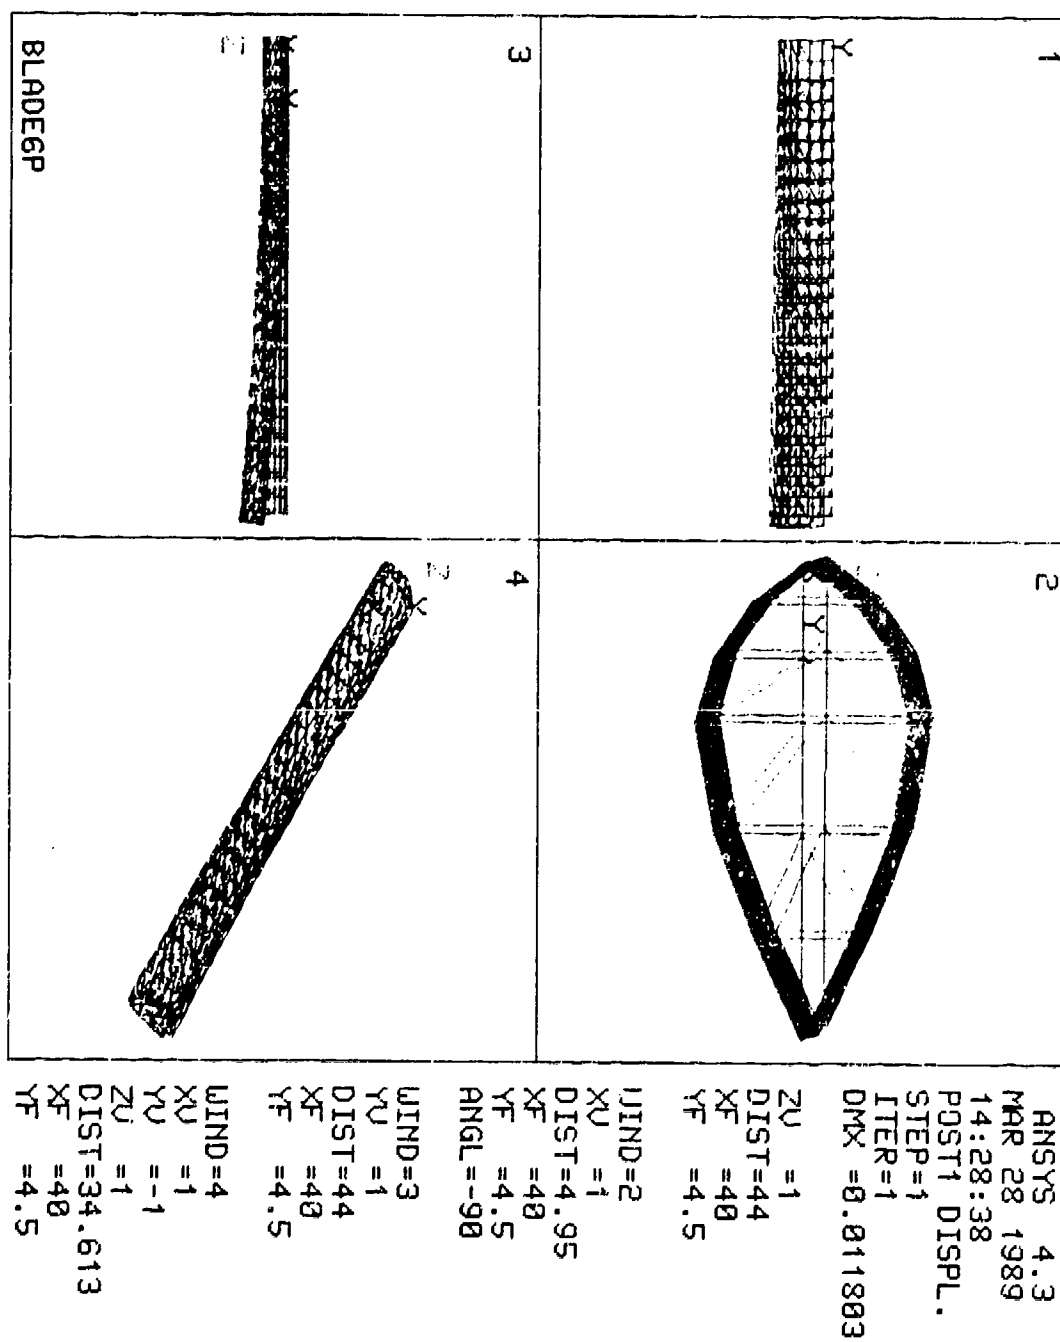 1
ANSYS 4.3
MAR 28 1989
14:28:38
POST1 DISPL.
STEP=1
ITER=1
DMX =0.011803
ZV =1
DIST=44
XF =40
YF =4.5
WIND=2
XV =1
DIST=4.95
XF =40
YF =4.5
ANGL=-90
WIND=3
YV =1
DIST=44
XF =40
YF =4.5
WIND=4
XV =1
YV =-1
ZV =1
DIST=34.613
XF =40
YF =4.5
2
3
4
Y
Y
Y
Y
Z
Z
BLADE6P